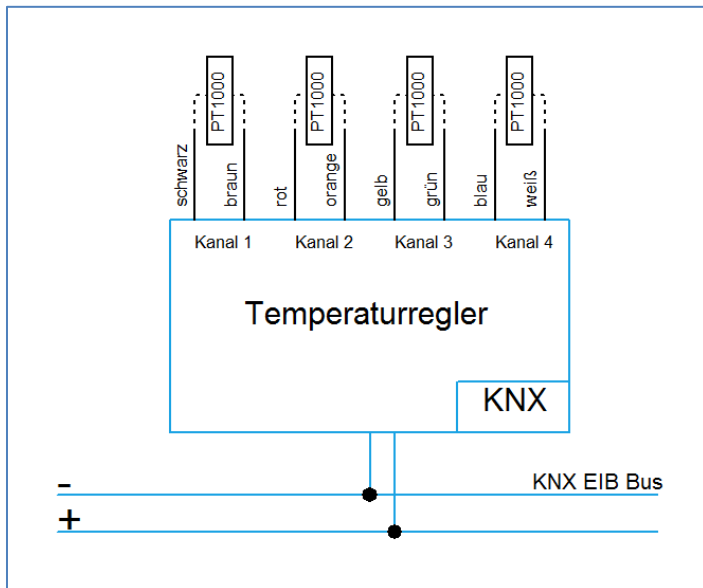 PT1000 PT1000 PT1000 PT1000
schwarz braun rot orange gelb grün blau weiß
Kanal 1 Kanal 2 Kanal 3 Kanal 4
Temperaturregler
KNX
- KNX EIB Bus
+